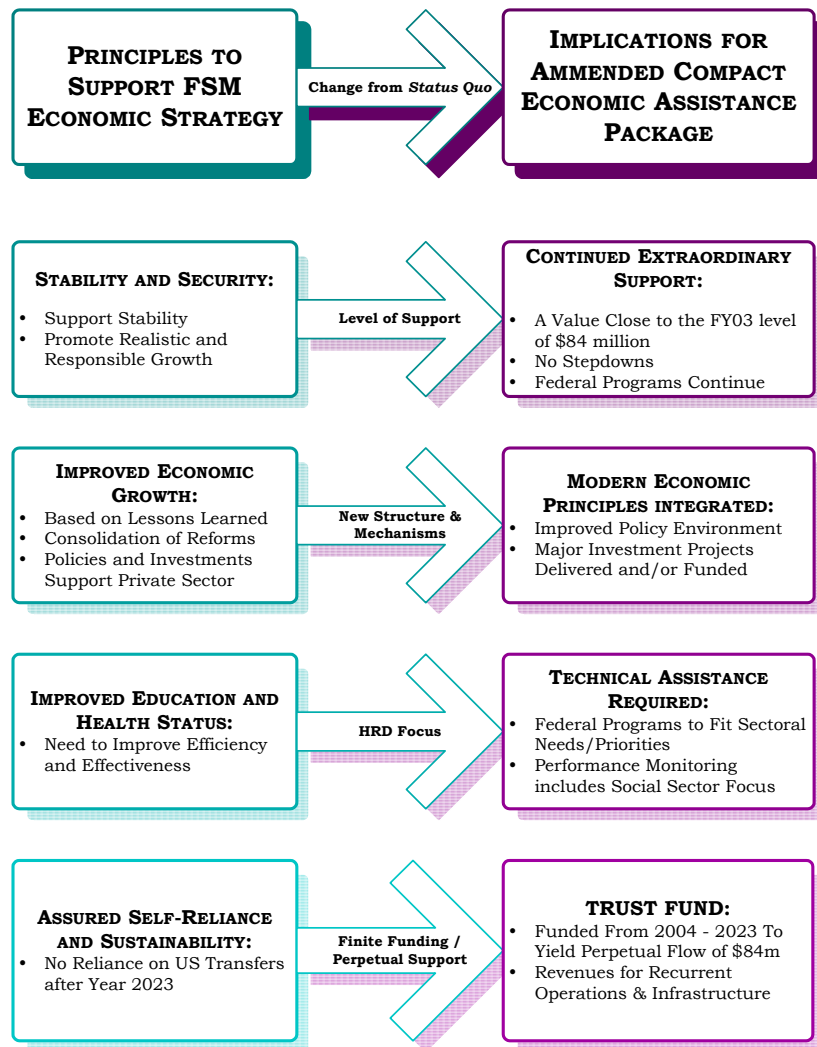 PRINCIPLES TO
SUPPORT FSM
ECONOMIC STRATEGY
Change from Status Quo
IMPLICATIONS FOR
AMMENDED COMPACT
ECONOMIC ASSISTANCE
PACKAGE
STABILITY AND SECURITY:
• Support Stability
• Promote Realistic and
Responsible Growth
Level of Support
CONTINUED EXTRAORDINARY
SUPPORT:
• A Value Close to the FY03 level
of $84 million
• No Stepdowns
• Federal Programs Continue
IMPROVED ECONOMIC
GROWTH:
• Based on Lessons Learned
• Consolidation of Reforms
• Policies and Investments
Support Private Sector
New Structure &
Mechanisms
MODERN ECONOMIC
PRINCIPLES INTEGRATED:
• Improved Policy Environment
• Major Investment Projects
Delivered and/or Funded
IMPROVED EDUCATION AND
HEALTH STATUS:
• Need to Improve Efficiency
and Effectiveness
HRD Focus
TECHNICAL ASSISTANCE
REQUIRED:
• Federal Programs to Fit Sectoral
Needs/Priorities
• Performance Monitoring
includes Social Sector Focus
ASSURED SELF-RELIANCE
AND SUSTAINABILITY:
• No Reliance on US Transfers
after Year 2023
Finite Funding /
Perpetual Support
TRUST FUND:
• Funded From 2004 - 2023 To
Yield Perpetual Flow of $84m
• Revenues for Recurrent
Operations & Infrastructure